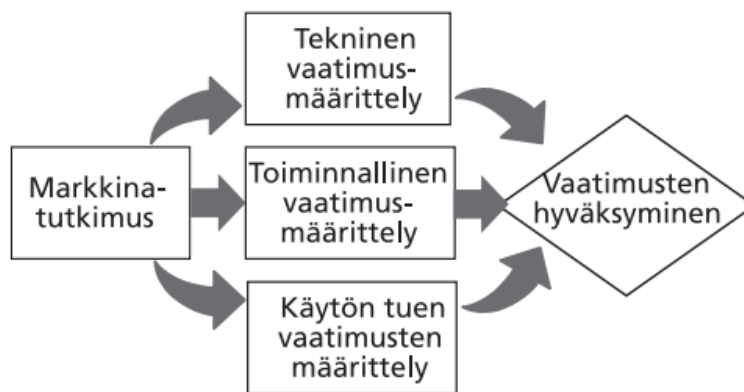 Tekninen
vaatimus-
määrittely
Markkina-
tutkimus
Toiminnallinen
vaatimus-
määrittely
Vaatimusten
hyväksyminen
Käytön tuen
vaatimusten
määrittely